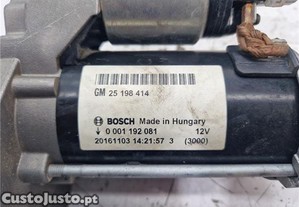 GM 25 198 414
BOSCH Made in Hungary
0 001 192 081 12V
20161103 14:21:57 3 (3000)
CustoJusto.pt